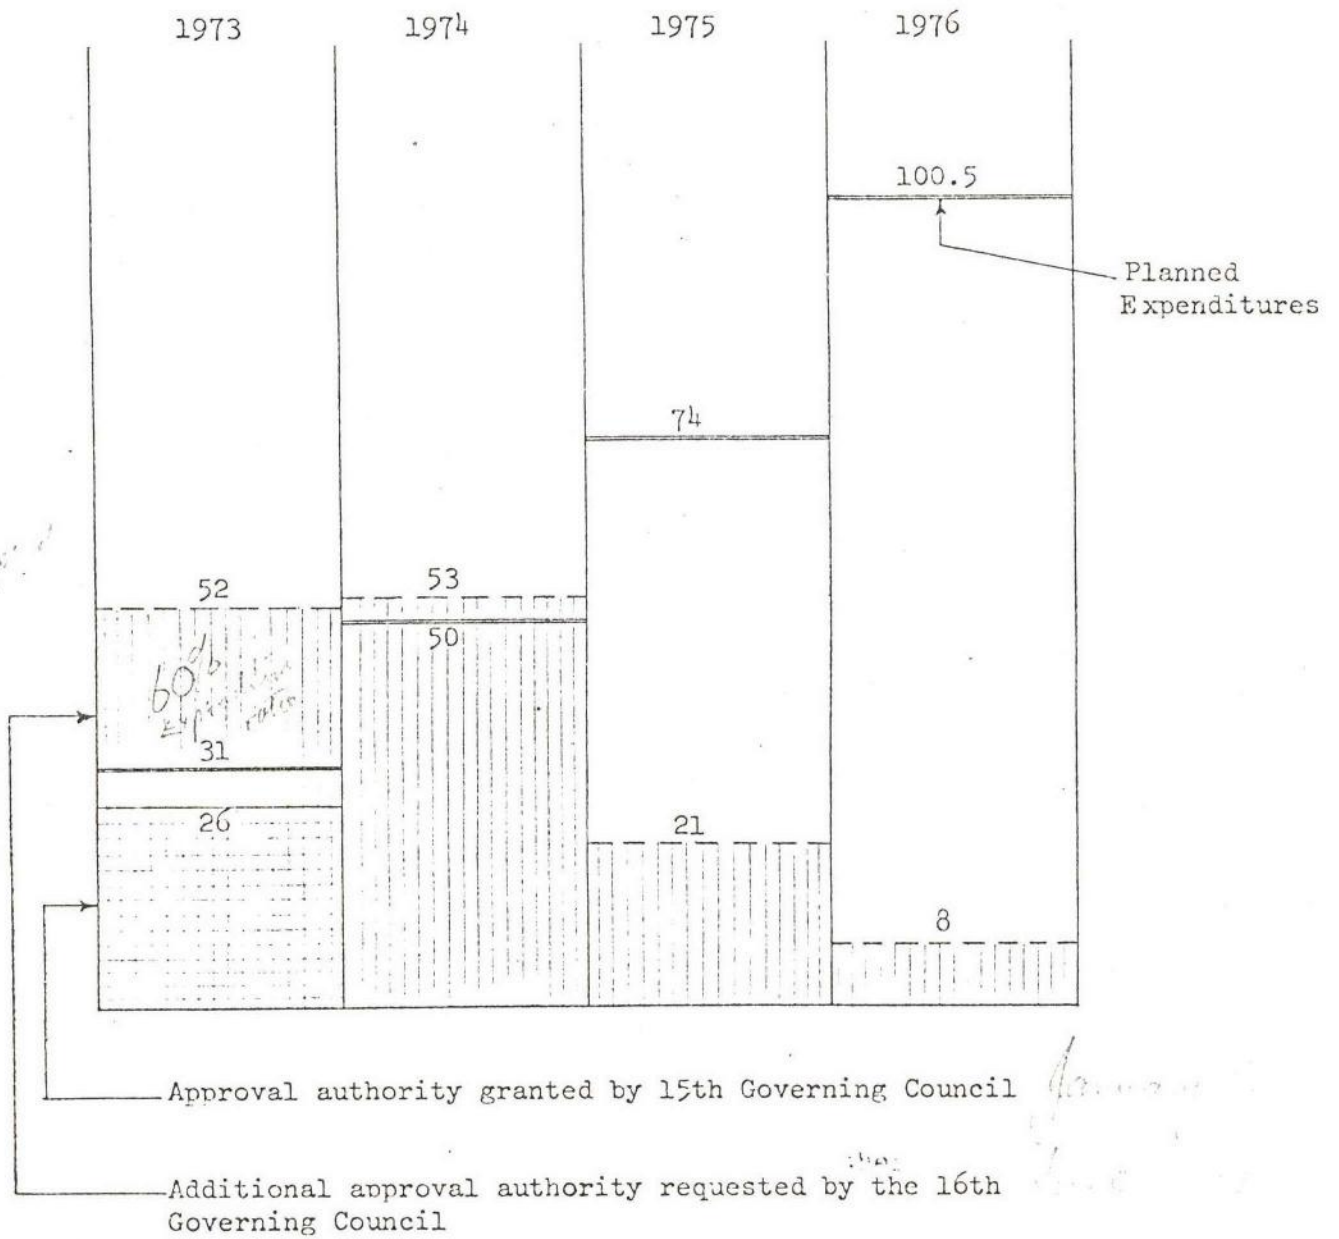 1973 1974 1975 1976
100.5
Planned
Expenditures
74
52 53
50
60%
31
26 21
8
Approval authority granted by 15th Governing Council
January
Additional approval authority requested by the 16th
Governing Council